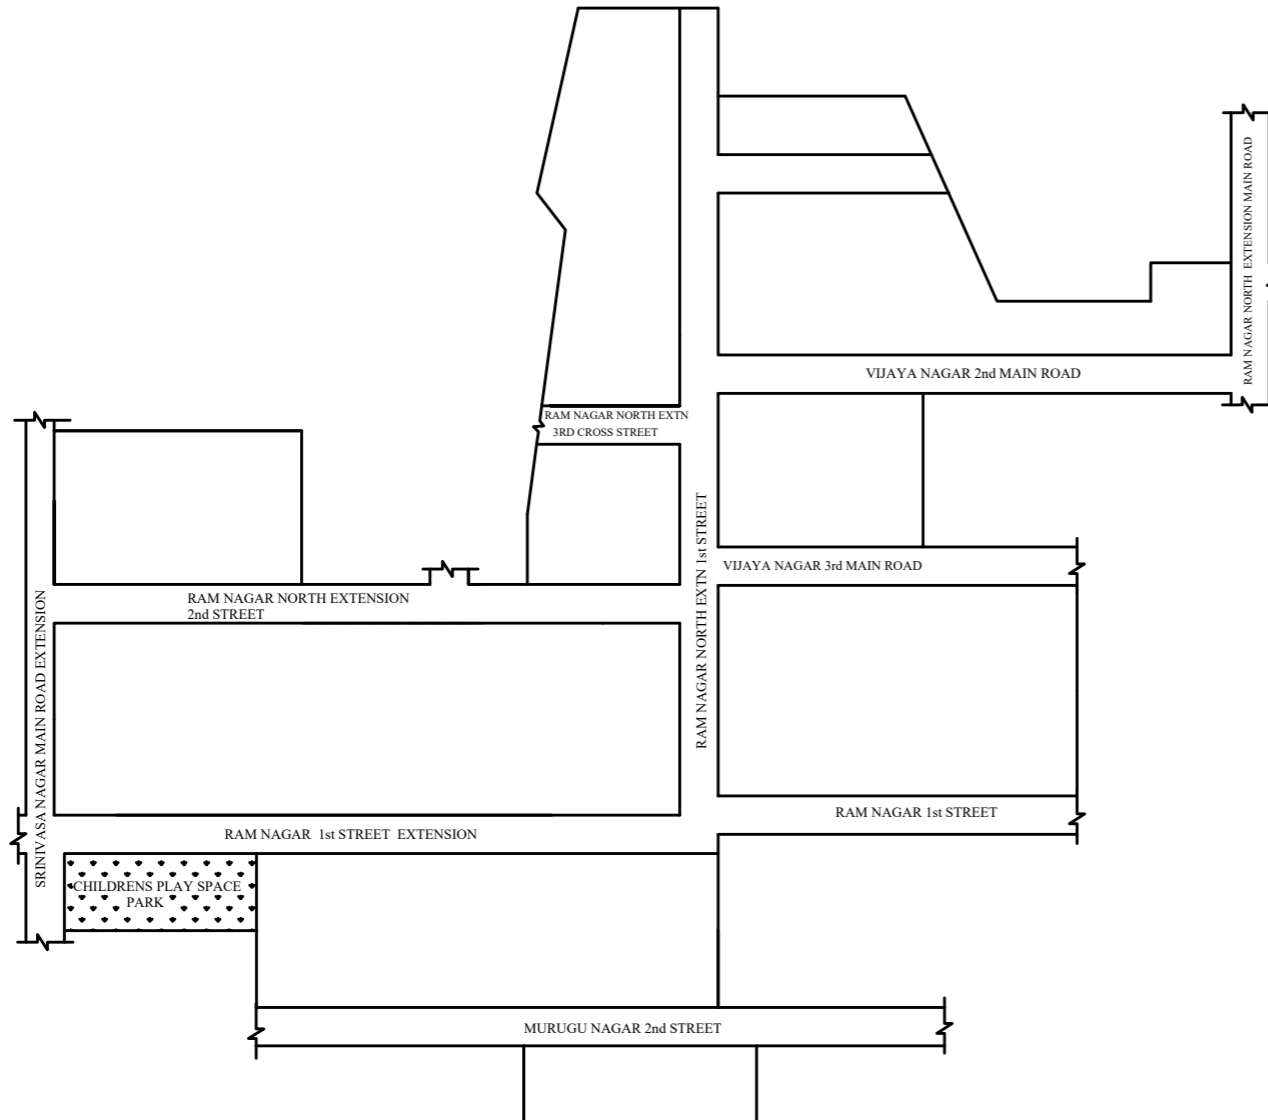 RAM NAGAR NORTH EXTENSION MAIN ROAD
VIJAYA NAGAR 2nd MAIN ROAD
RAM NAGAR NORTH EXTN
3RD CROSS STREET
RAM NAGAR NORTH EXTN 1st STREET
VIJAYA NAGAR 3rd MAIN ROAD
RAM NAGAR NORTH EXTENSION
2nd STREET
SRINIVASA NAGAR MAIN ROAD EXTENSION
RAM NAGAR 1st STREET
RAM NAGAR 1st STREET EXTENSION
CHILDRENS PLAY SPACE
PARK
MURUGU NAGAR 2nd STREET